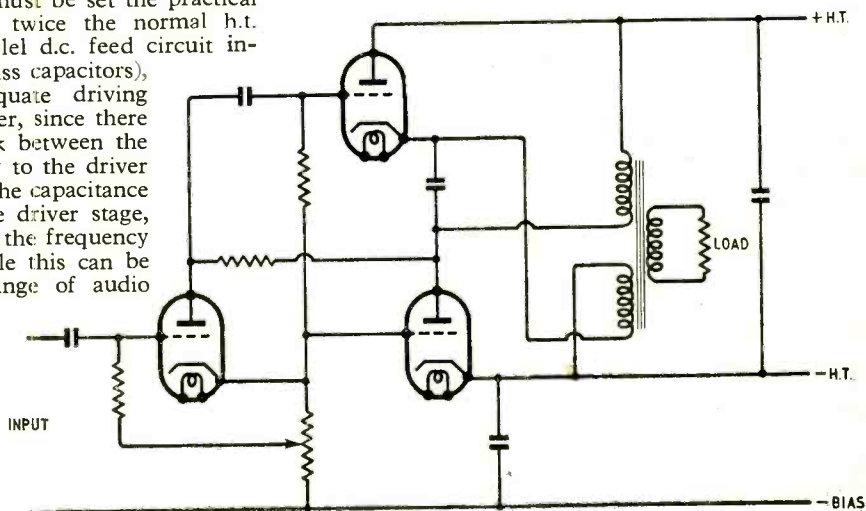 must be set the practical
twice the normal h.t.
lel d.c. feed circuit in-
ss capacitors),
quate driving
er, since there
k between the
to the driver
he capacitance
e driver stage,
the frequency
le this can be
nge of audio
+ H.T.
LOAD
– H.T.
INPUT
– BIAS